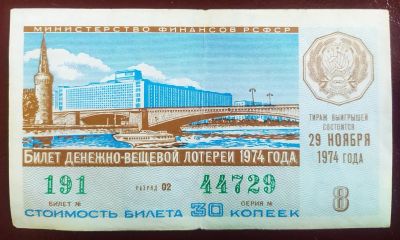 МИНИСТЕРСТВО ФИНАНСОВ РСФСР
ТИРАЖ ВЫИГРЫШЕЙ
СОСТОИТСЯ
29 НОЯБРЯ
1974 ГОДА
БИЛЕТ ДЕНЕЖНО-ВЕЩЕВОЙ ЛОТЕРЕИ 1974 ГОДА
191 РАЗРЯД 02 44729
БИЛЕТ № СЕРИЯ № 8
СТОИМОСТЬ БИЛЕТА 30 КОПЕЕК